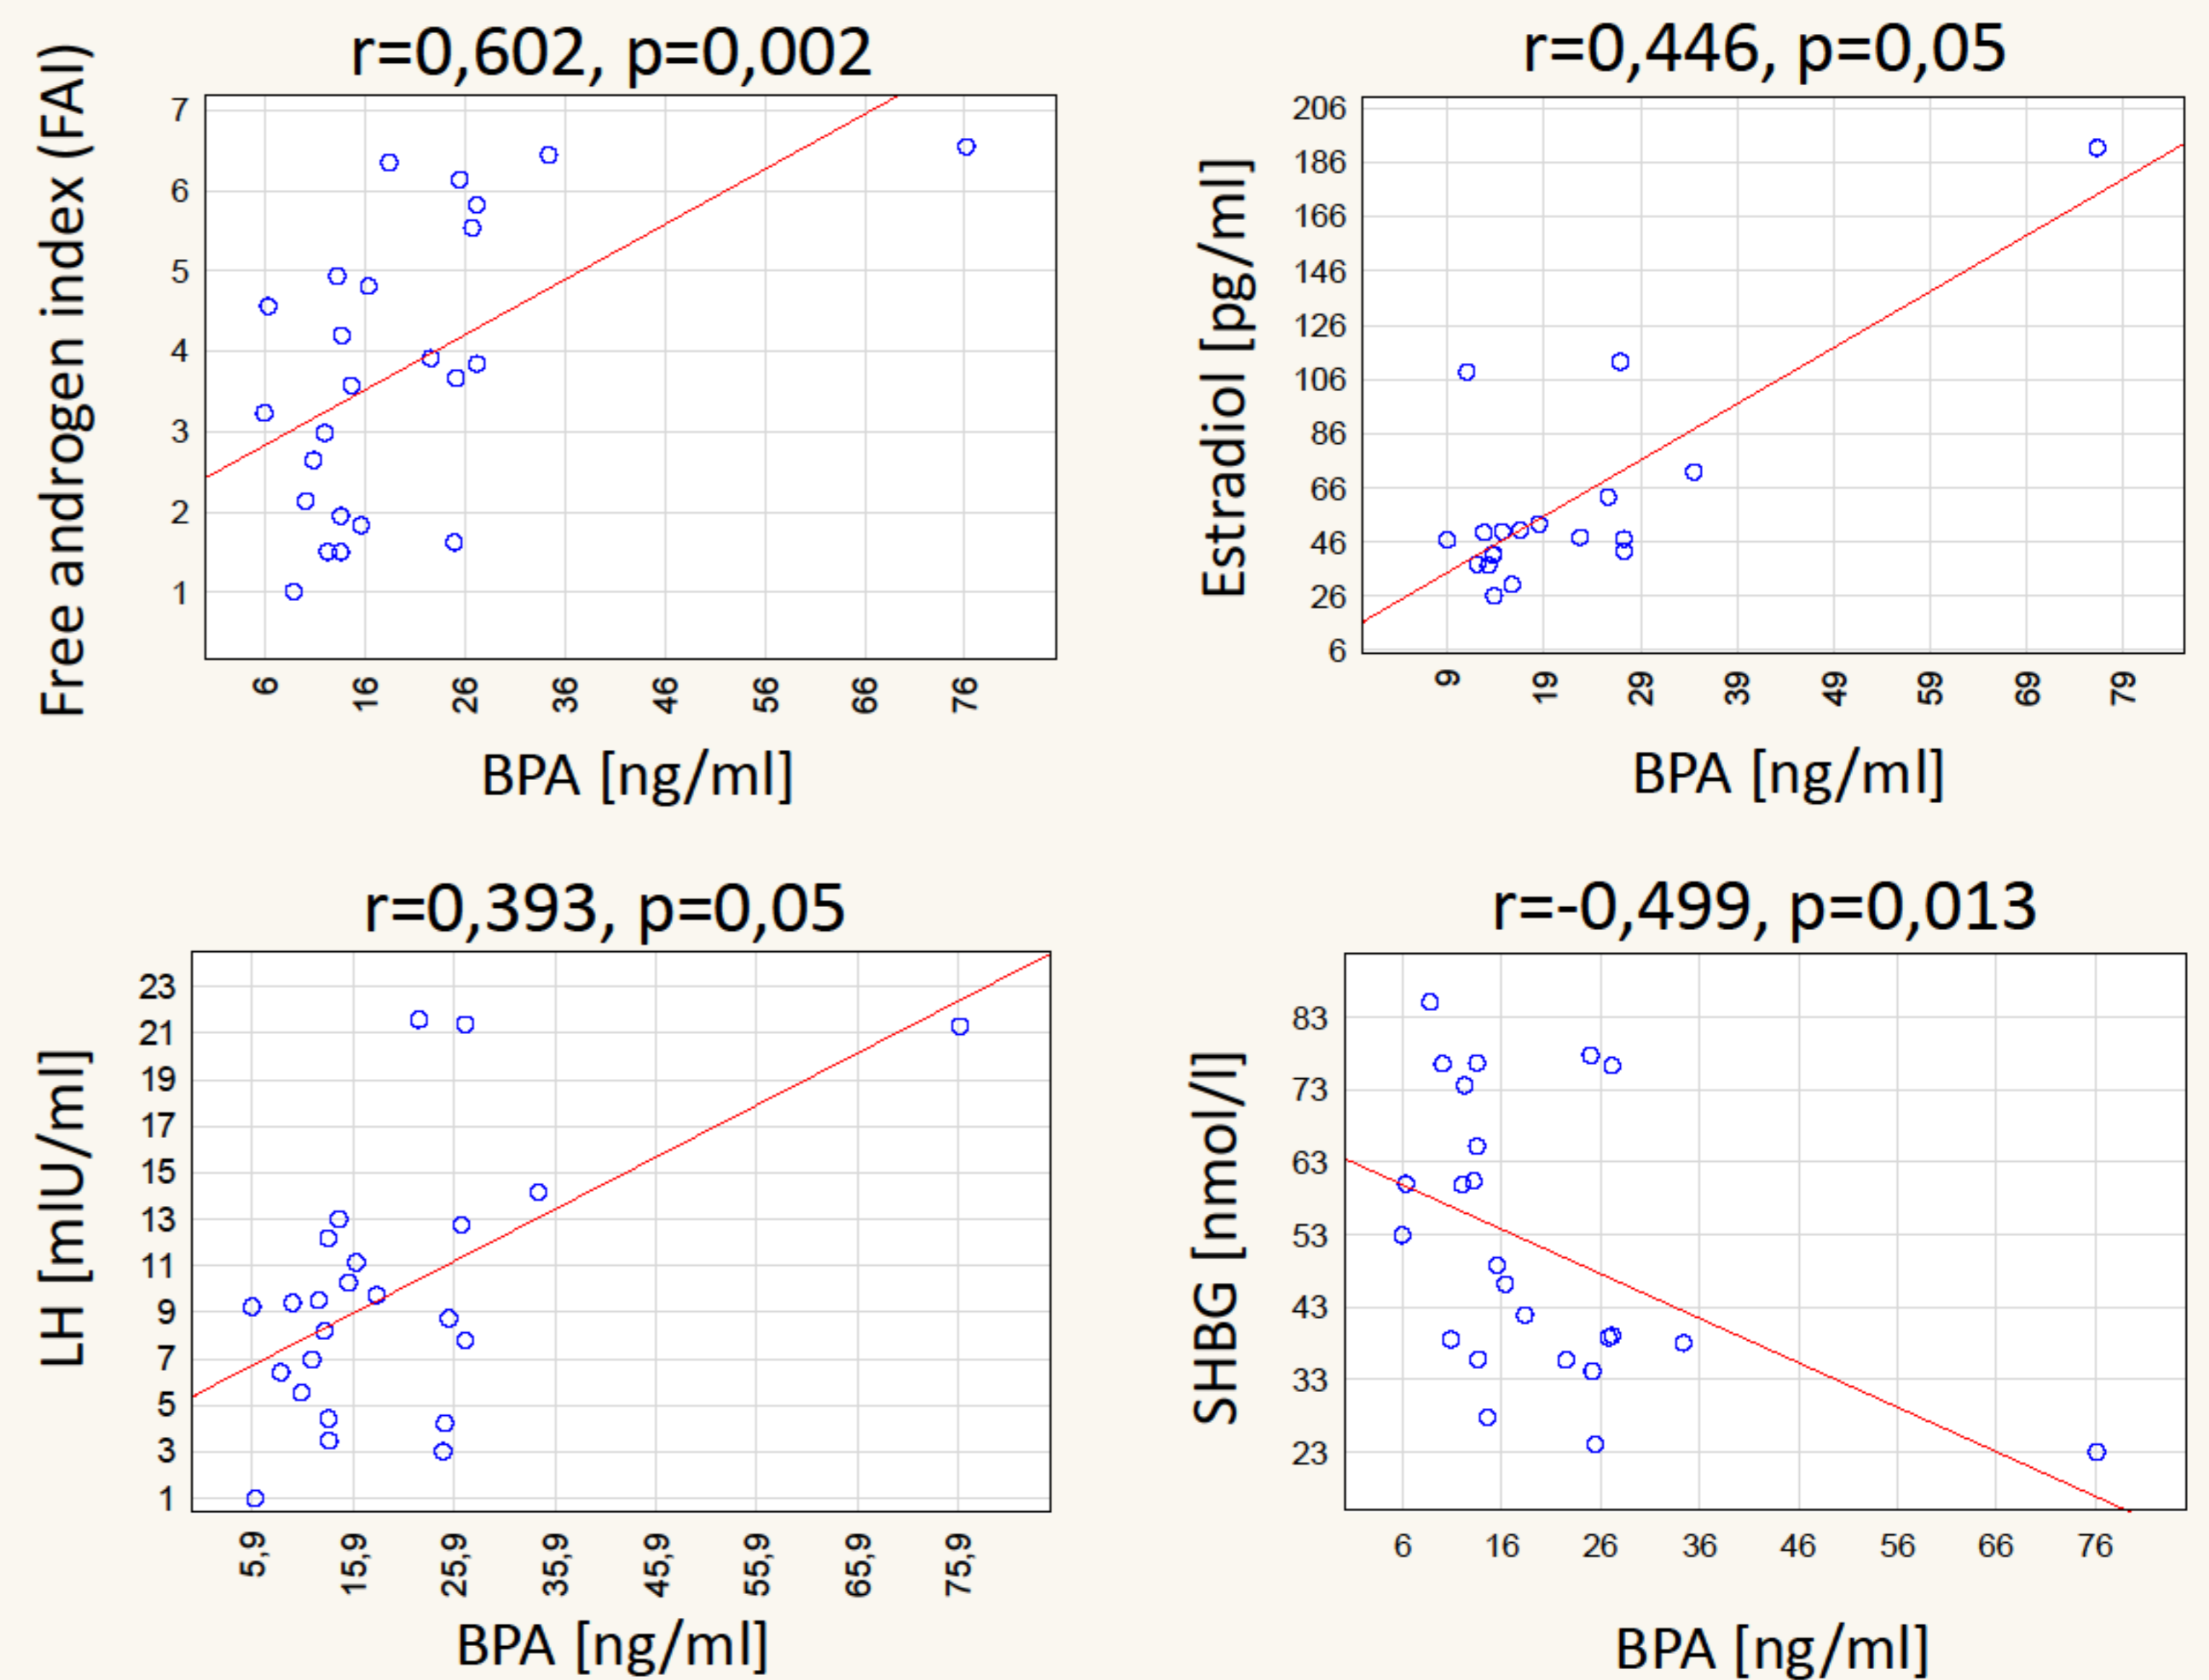 r=0,602, p=0,002
Free androgen index (FAI)
7
6
5
4
3
2
1
6 16 26 36 46 56 66 76
BPA [ng/ml]
r=0,446, p=0,05
Estradiol [pg/ml]
206
186
166
146
126
106
86
66
46
26
6
9 19 29 39 49 59 69 79
BPA [ng/ml]
r=0,393, p=0,05
LH [mIU/ml]
23
21
19
17
15
13
11
9
7
5
3
1
5,9 15,9 25,9 35,9 45,9 55,9 65,9 75,9
BPA [ng/ml]
r=-0,499, p=0,013
SHBG [nmol/l]
83
73
63
53
43
33
23
6 16 26 36 46 56 66 76
BPA [ng/ml]